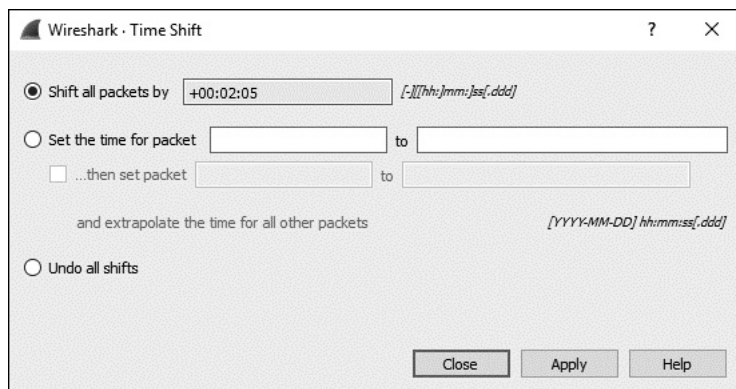 Wireshark · Time Shift
Shift all packets by +00:02:05 [-][[hh:]mm:]ss[.ddd]
Set the time for packet to
...then set packet to
and extrapolate the time for all other packets [YYYY-MM-DD] hh:mm:ss[.ddd]
Undo all shifts
Close Apply Help